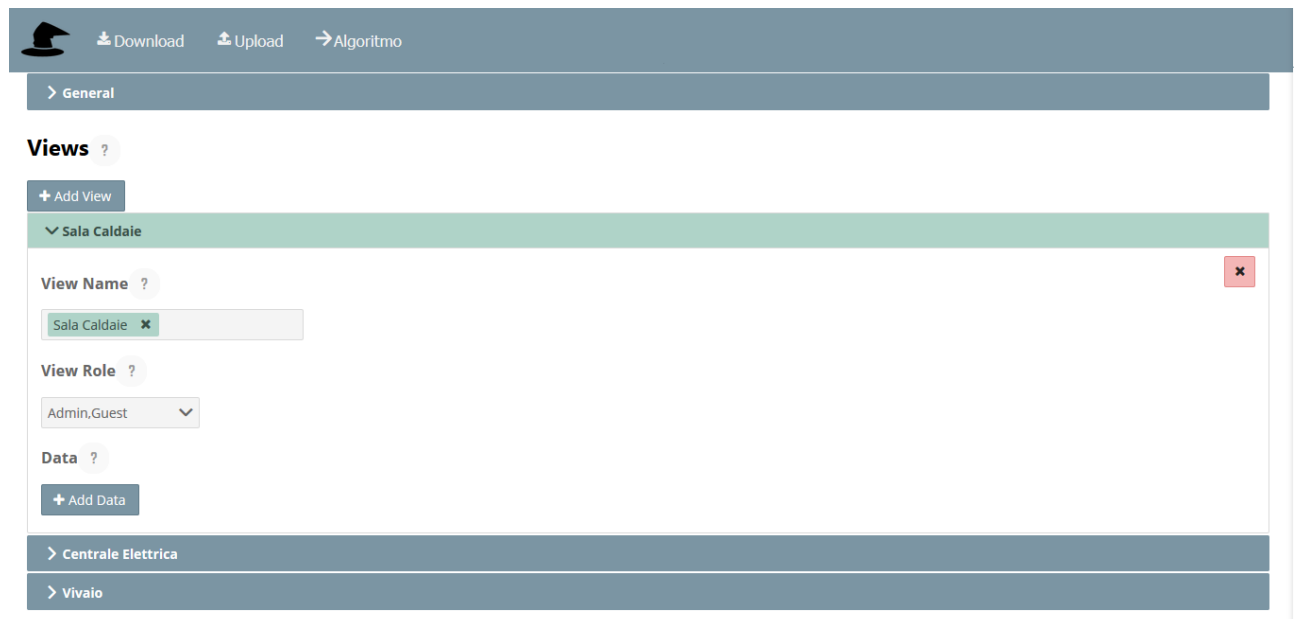 Download Upload Algoritmo
General
Views ?
Add View
Sala Caldaie
View Name ?
Sala Caldaie
View Role ?
Admin,Guest
Data ?
Add Data
Centrale Elettrica
Vivaio